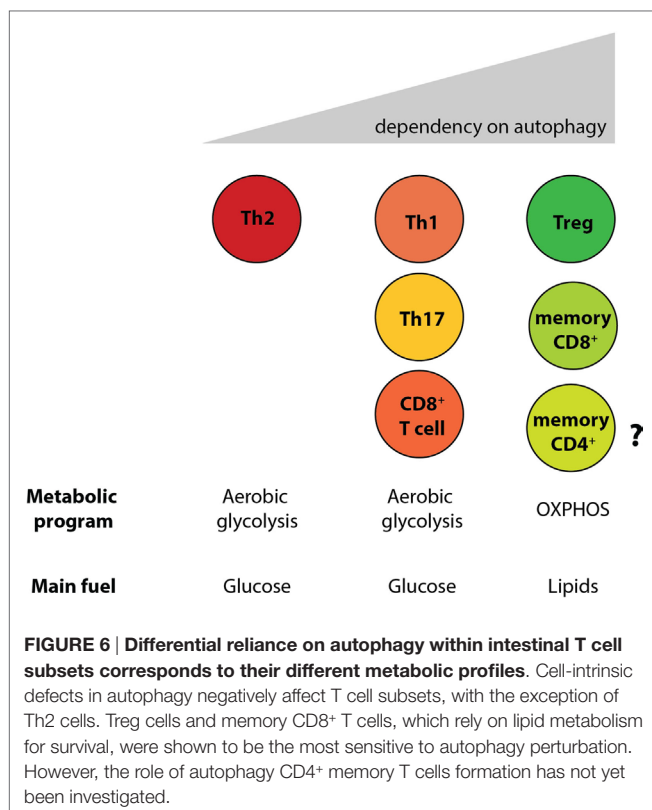 dependency on autophagy
Th2
Th1
Treg
Th17
memory
CD8⁺
CD8⁺
T cell
memory
CD4⁺
?
Metabolic
program
Aerobic
glycolysis
Aerobic
glycolysis
OXPHOS
Main fuel
Glucose
Glucose
Lipids
FIGURE 6 | Differential reliance on autophagy within intestinal T cell
subsets corresponds to their different metabolic profiles. Cell-intrinsic
defects in autophagy negatively affect T cell subsets, with the exception of
Th2 cells. Treg cells and memory CD8⁺ T cells, which rely on lipid metabolism
for survival, were shown to be the most sensitive to autophagy perturbation.
However, the role of autophagy CD4⁺ memory T cells formation has not yet
been investigated.